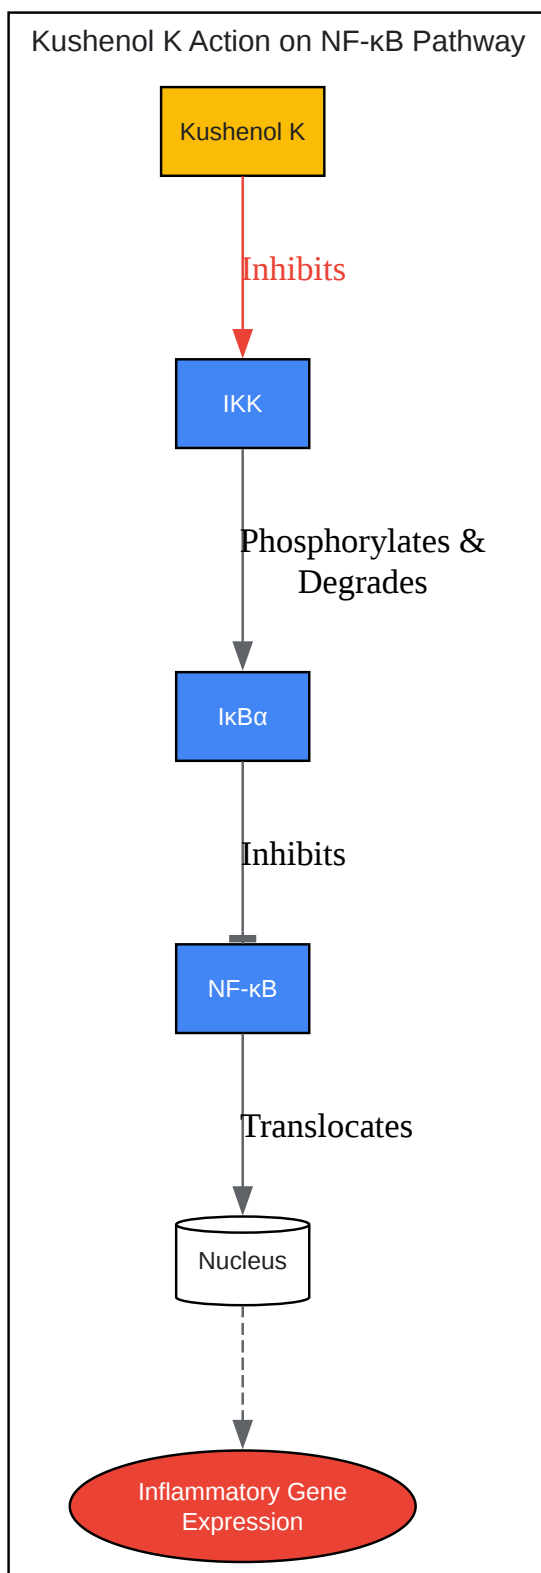 Kushenol K Action on NF-κB Pathway
Kushenol K
Inhibits
IKK
Phosphorylates &
Degrades
IκBα
Inhibits
NF-κB
Translocates
Nucleus
Inflammatory Gene
Expression